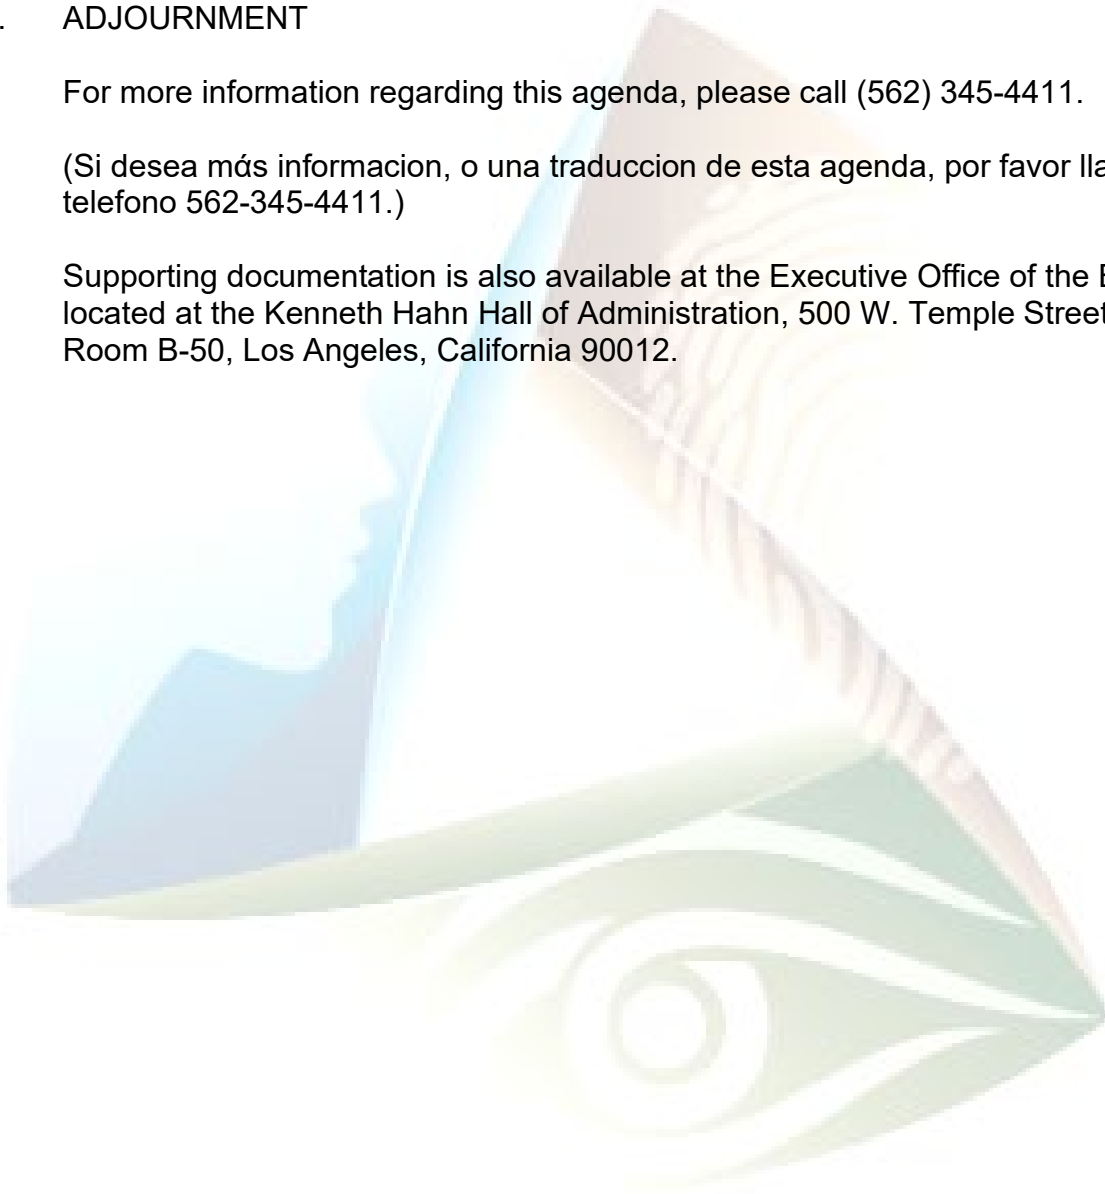 . ADJOURNMENT
For more information regarding this agenda, please call (562) 345-4411.
(Si desea mάs informacion, o una traduccion de esta agenda, por favor
telefono 562-345-4411.)
Supporting documentation is also available at the Executive Office of the
located at the Kenneth Hahn Hall of Administration, 500 W. Temple Street
Room B-50, Los Angeles, California 90012.